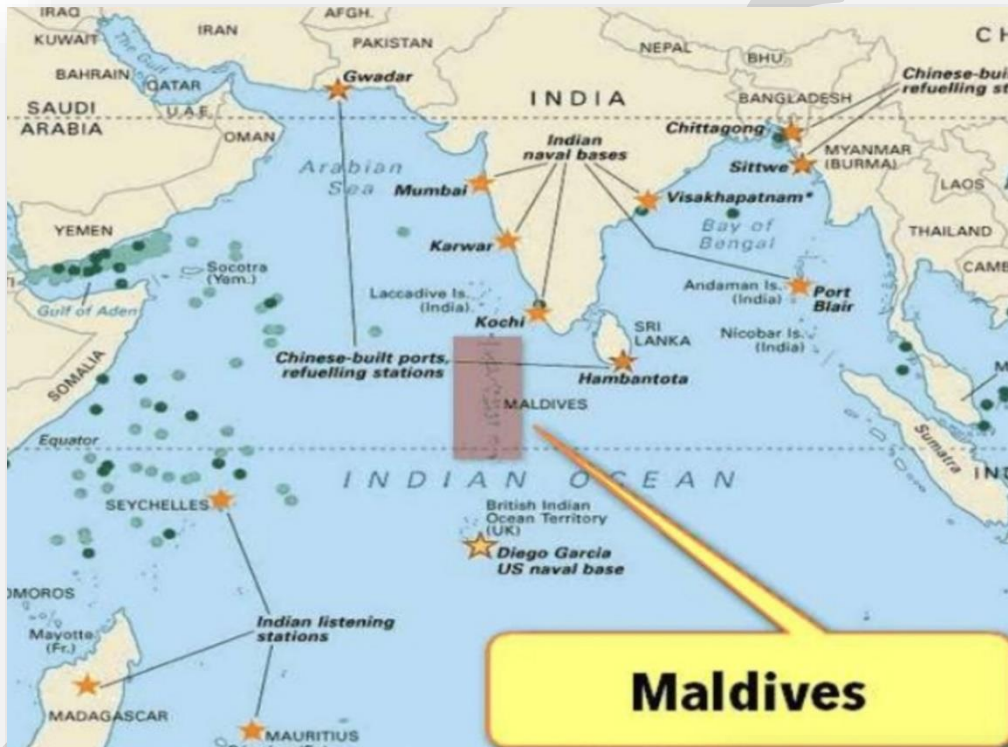 IRAQ
AFGH.
IRAN
KUWAIT
PAKISTAN
NEPAL
BHU.
The Gulf
BAHRAIN
QATAR
Gwadar
Chinese-buil
refuelling st
SAUDI
ARABIA
U.A.E.
INDIA
BANGLADESH
OMAN
Chittagong
Indian
naval bases
MYANMAR
(BURMA)
Arabian
Sea
Sittwe
LAOS
Mumbai
Visakhapatnam*
YEMEN
Bay of
Bengal
THAILAND
Karwar
Socotra
(Yem.)
CAMB
Laccadive Is.
(India)
Andaman Is.
(India)
Port
Blair
Gulf of Aden
Kochi
SRI
LANKA
Nicobar Is.
(India)
Chinese-built ports,
refuelling stations
SOMALIA
Hambantota
MALDIVES
Equator
Sumatra
INDIAN OCEAN
SEYCHELLES
British Indian
Ocean Territory
(UK)
Diego Garcia
US naval base
OMOROS
Indian listening
stations
Mayotte
(Fr.)
Maldives
MADAGASCAR
MAURITIUS